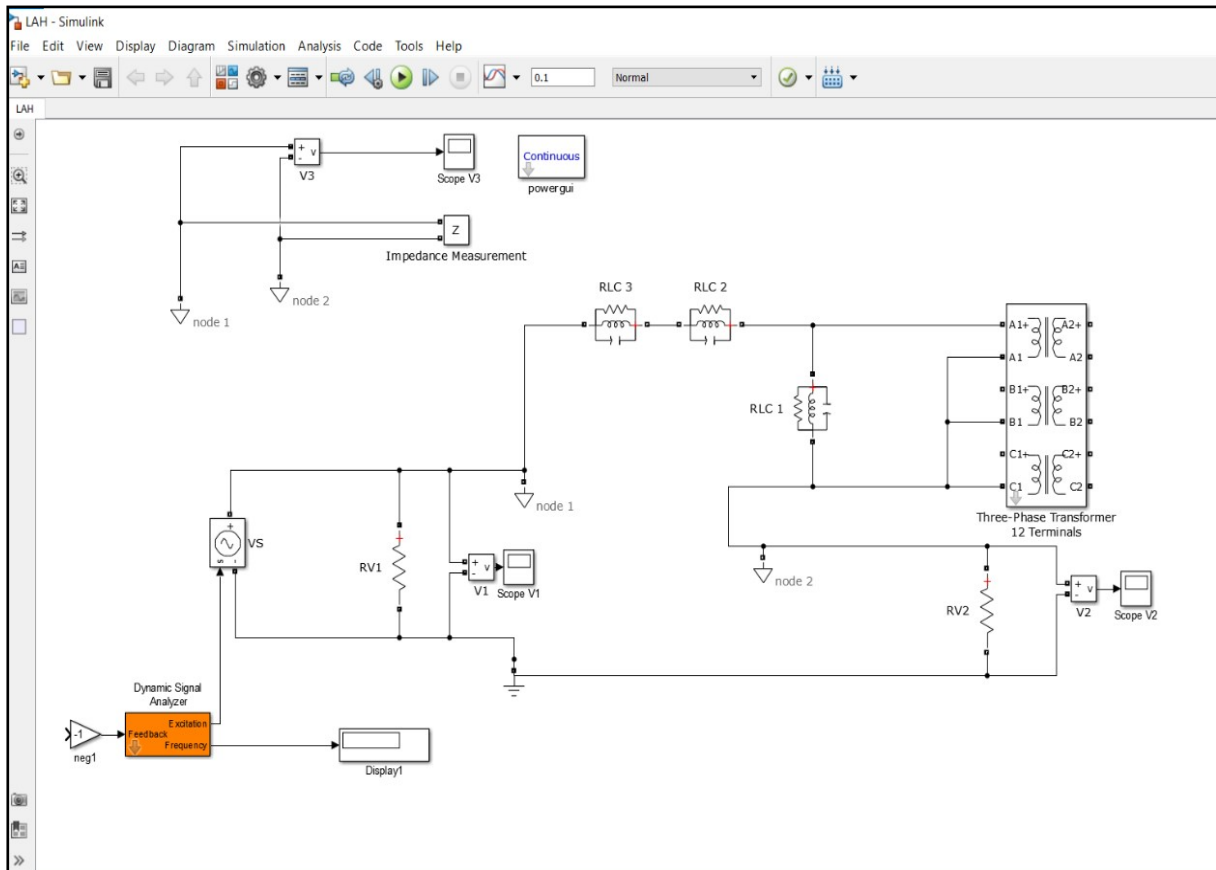 LAH - Simulink
File Edit View Display Diagram Simulation Analysis Code Tools Help
0.1 Normal
LAH
+
- v
V3
Scope V3
Continuous
powergui
Z
Impedance Measurement
node 2
node 1
RLC 3 RLC 2
RLC 1
A1+ A2+
A1 A2
B1+ B2+
B1 B2
C1+ C2+
C1 C2
Three-Phase Transformer
12 Terminals
node 1
+
s -
VS
RV1
+
- v
V1
Scope V1
node 2
RV2
+
- v
V2
Scope V2
Dynamic Signal
Analyzer
Excitation
Feedback
Frequency
-1
neg1
Display1